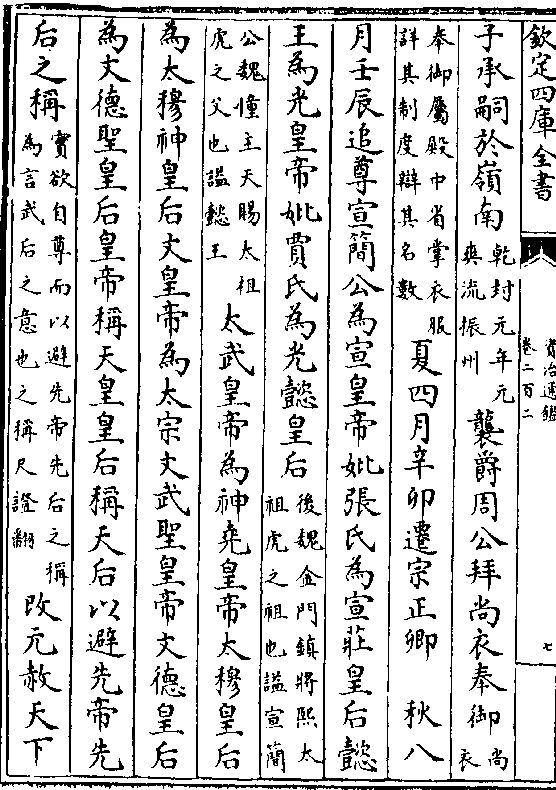 欽定四庫全書
資治通鑑
卷二百二
七
子承嗣於嶺南乾封元年元爽流振州襲爵周公拜尚衣奉御尚衣
奉御屬殿中省掌衣服詳其制度辯其名數夏四月辛卯遷宗正卿 秋八
月壬辰追尊宣簡公為宣皇帝妣張氏為宣莊皇后懿
王為光皇帝妣賈氏為光懿皇后後魏金門鎮將熙太祖虎之祖也諡宣簡
公魏幢主天賜太祖虎之父也諡懿王太武皇帝為神堯皇帝太穆皇后
為太穆神皇后文皇帝為太宗文武聖皇帝文德皇后
為文德聖皇后皇帝稱天皇皇后稱天后以避先帝先
后之稱實欲自尊而以避先帝先后之稱為言武后之意也之稱尺證翻改元赦天下